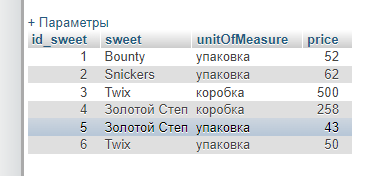 + Параметры
id_sweet sweet unitOfMeasure price
1 Bounty упаковка 52
2 Snickers упаковка 62
3 Twix коробка 500
4 Золотой Степ коробка 258
5 Золотой Степ упаковка 43
6 Twix упаковка 50